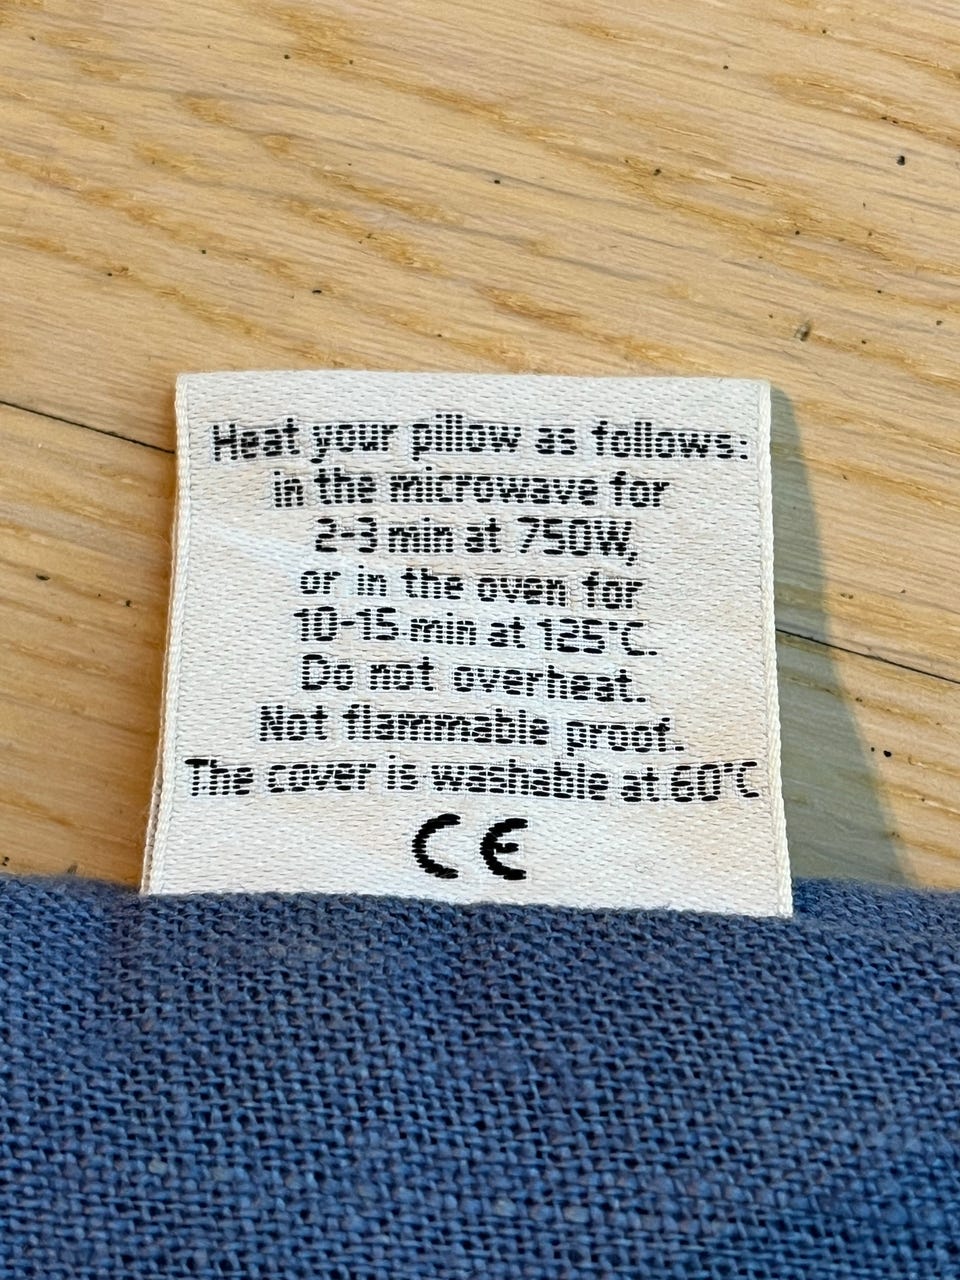 Heat your pillow as follows:
in the microwave for
2-3 min at 750W,
or in the oven for
10-15 min at 125°C.
Do not overheat.
Not flammable proof.
The cover is washable at 60°C
CE